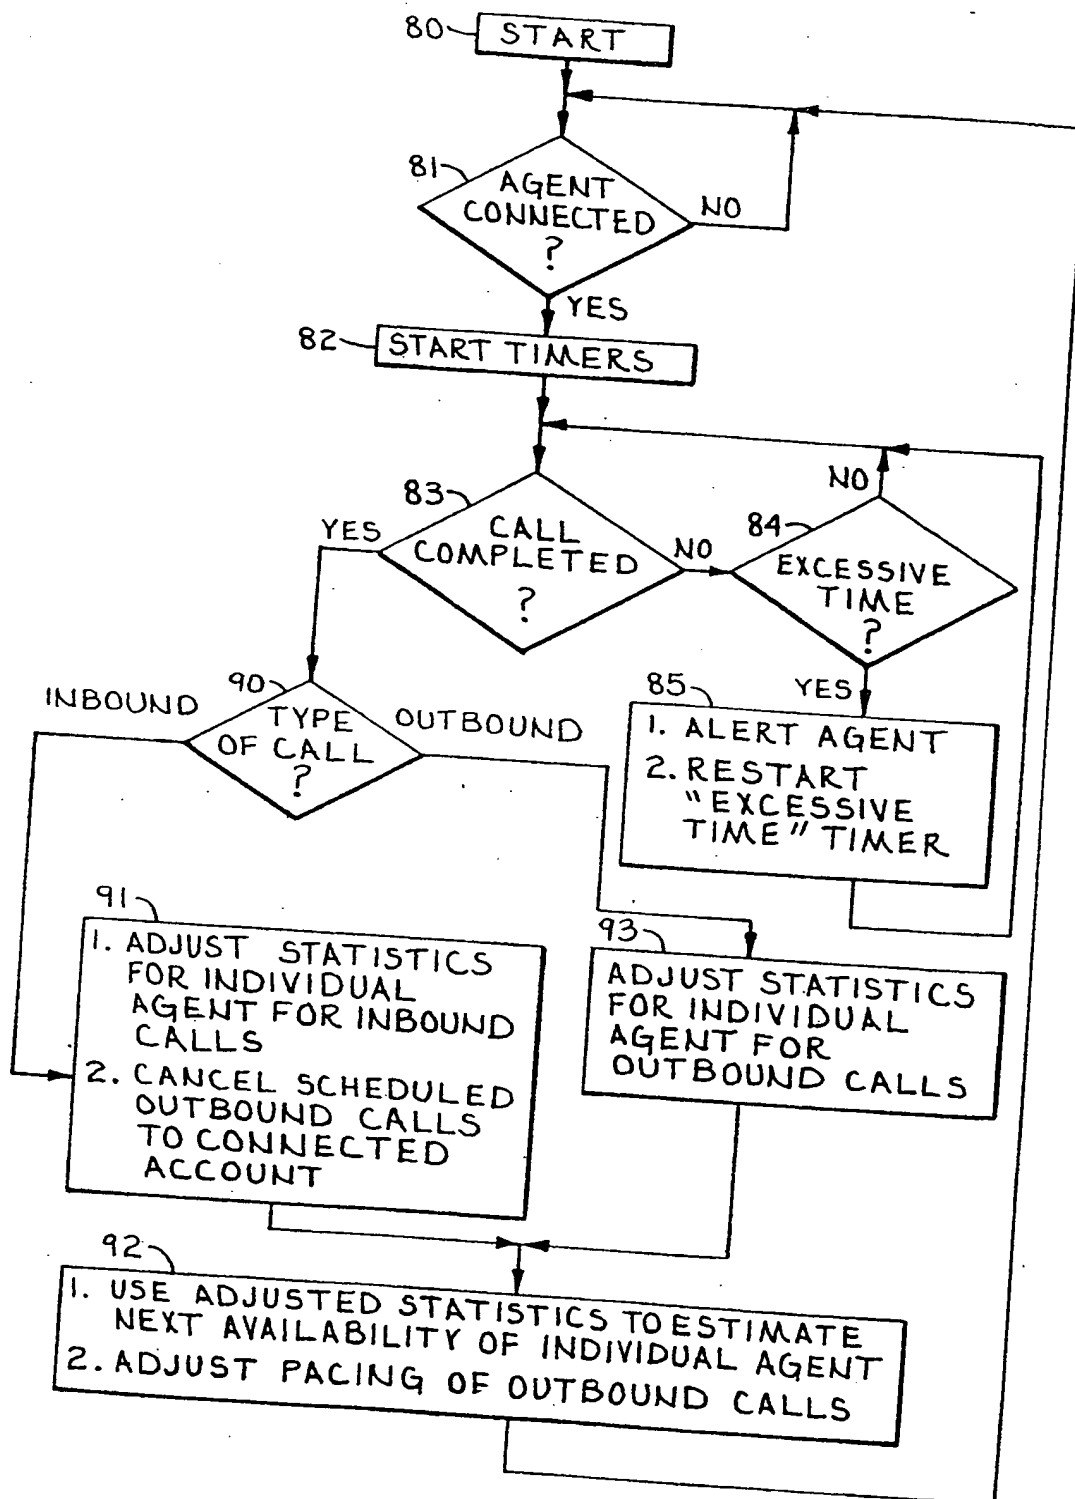 80
START
81
AGENT
CONNECTED
?
NO
YES
82
START TIMERS
83
CALL
COMPLETED
?
YES
NO
84
EXCESSIVE
TIME
?
NO
YES
85
1. ALERT AGENT
2. RESTART
"EXCESSIVE
TIME" TIMER
90
TYPE
OF CALL
?
INBOUND
OUTBOUND
91
1. ADJUST STATISTICS
FOR INDIVIDUAL
AGENT FOR INBOUND
CALLS
2. CANCEL SCHEDULED
OUTBOUND CALLS
TO CONNECTED
ACCOUNT
93
ADJUST STATISTICS
FOR INDIVIDUAL
AGENT FOR
OUTBOUND CALLS
92
1. USE ADJUSTED STATISTICS TO ESTIMATE
NEXT AVAILABILITY OF INDIVIDUAL AGENT
2. ADJUST PACING OF OUTBOUND CALLS